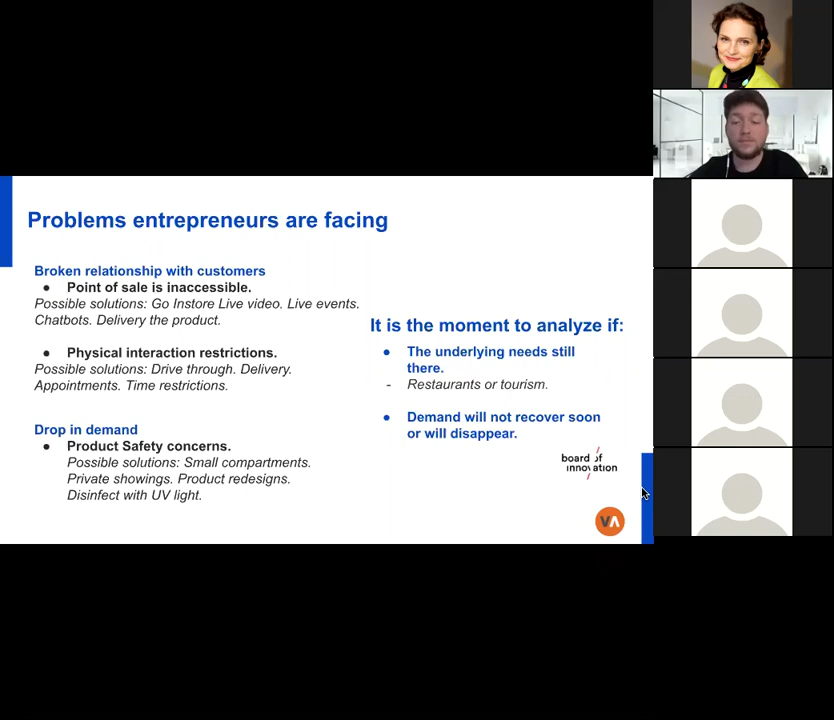 Problems entrepreneurs are facing
Broken relationship with customers
● Point of sale is inaccessible.
Possible solutions: Go Instore Live video. Live events.
Chatbots. Delivery the product.
● Physical interaction restrictions.
Possible solutions: Drive through. Delivery.
Appointments. Time restrictions.
Drop in demand
● Product Safety concerns.
Possible solutions: Small compartments.
Private showings. Product redesigns.
Disinfect with UV light.
It is the moment to analyze if:
● The underlying needs still
there.
- Restaurants or tourism.
● Demand will not recover soon
or will disappear.
board of
innovation
VA